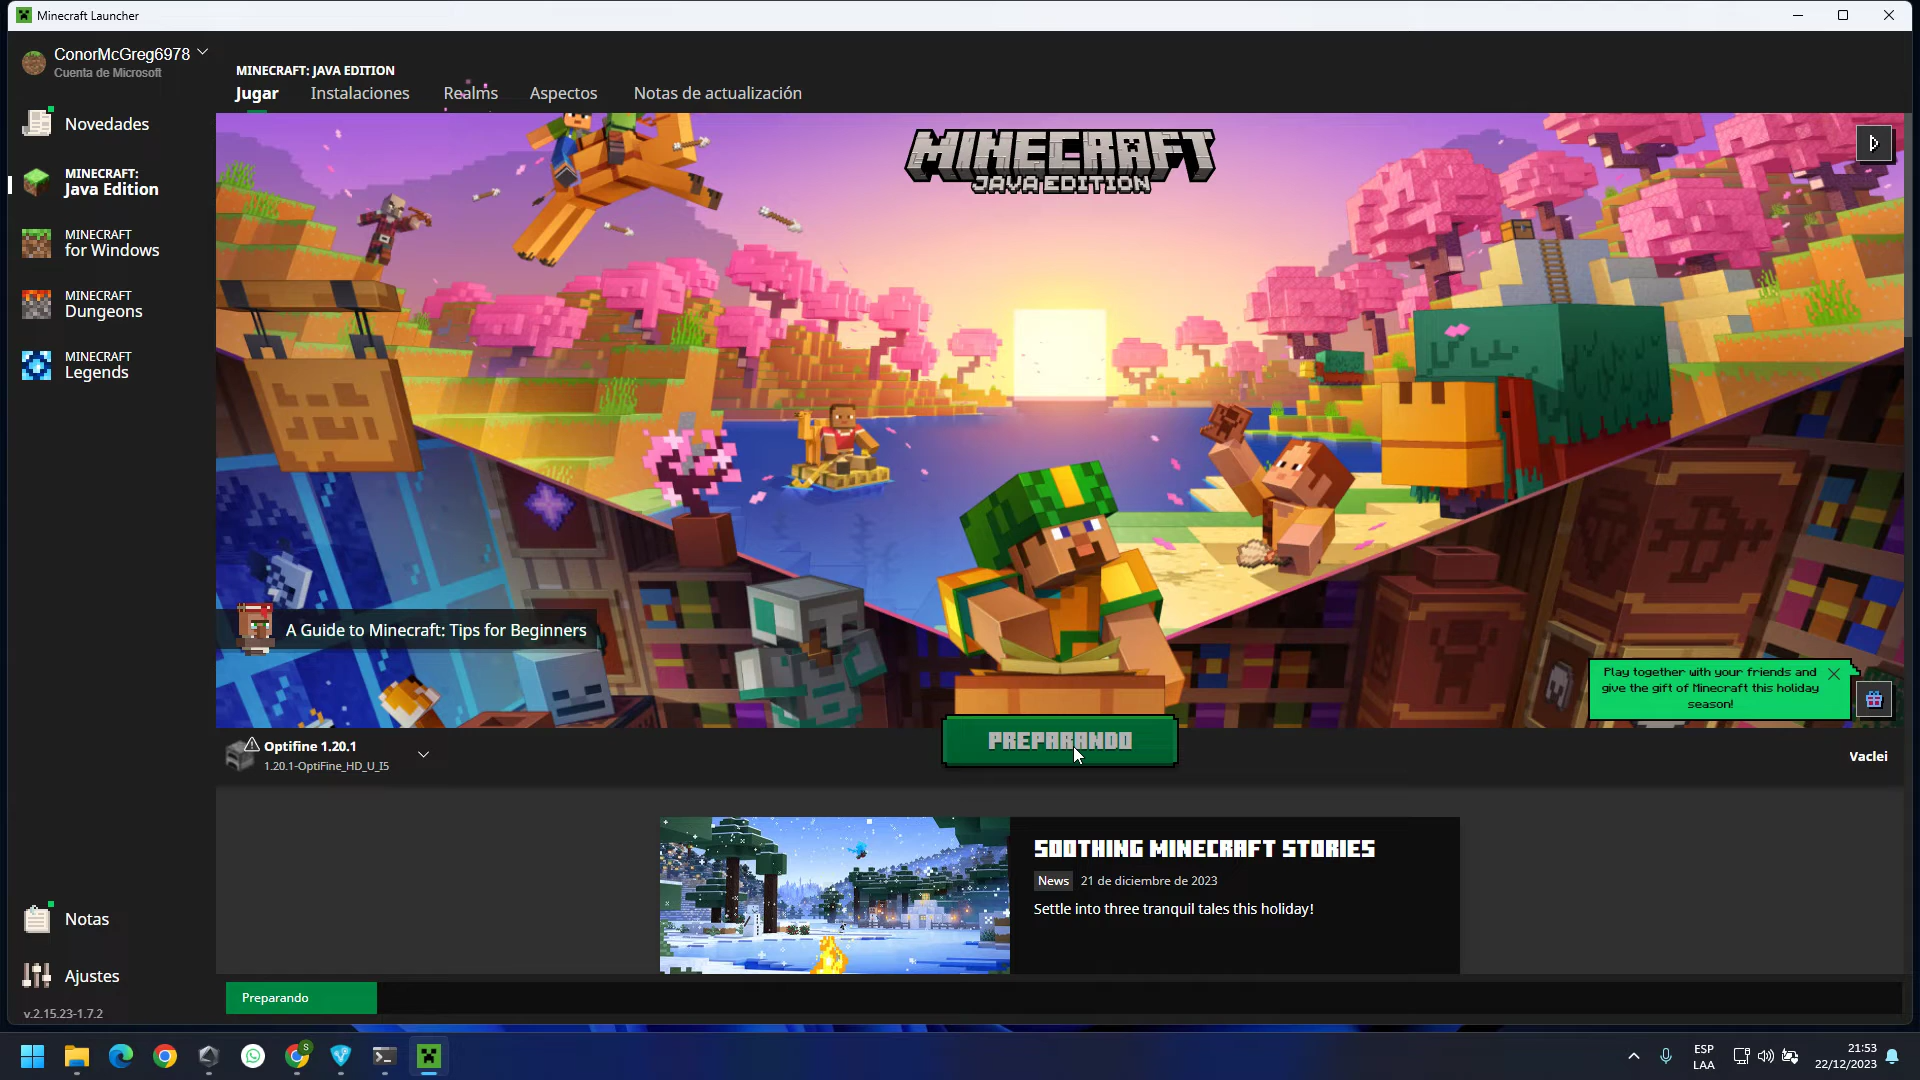 Minecraft Launcher
ConorMcGreg6978
Cuenta de Microsoft
MINECRAFT: JAVA EDITION
Jugar
Instalaciones
Realms
Aspectos
Notas de actualización
Novedades
MINECRAFT:
Java Edition
MINECRAFT
for Windows
MINECRAFT
Dungeons
MINECRAFT
Legends
MINECRAFT
JAVA EDITION
A Guide to Minecraft: Tips for Beginners
Play together with your friends and
give the gift of Minecraft this holiday
season!
Optifine 1.20.1
1.20.1-OptiFine_HD_U_I5
PREPARANDO
Vaclei
SOOTHING MINECRAFT STORIES
News
21 de diciembre de 2023
Settle into three tranquil tales this holiday!
Notas
Ajustes
v.2.15.23-1.7.2
Preparando
S
ESP
LAA
21:53
22/12/2023